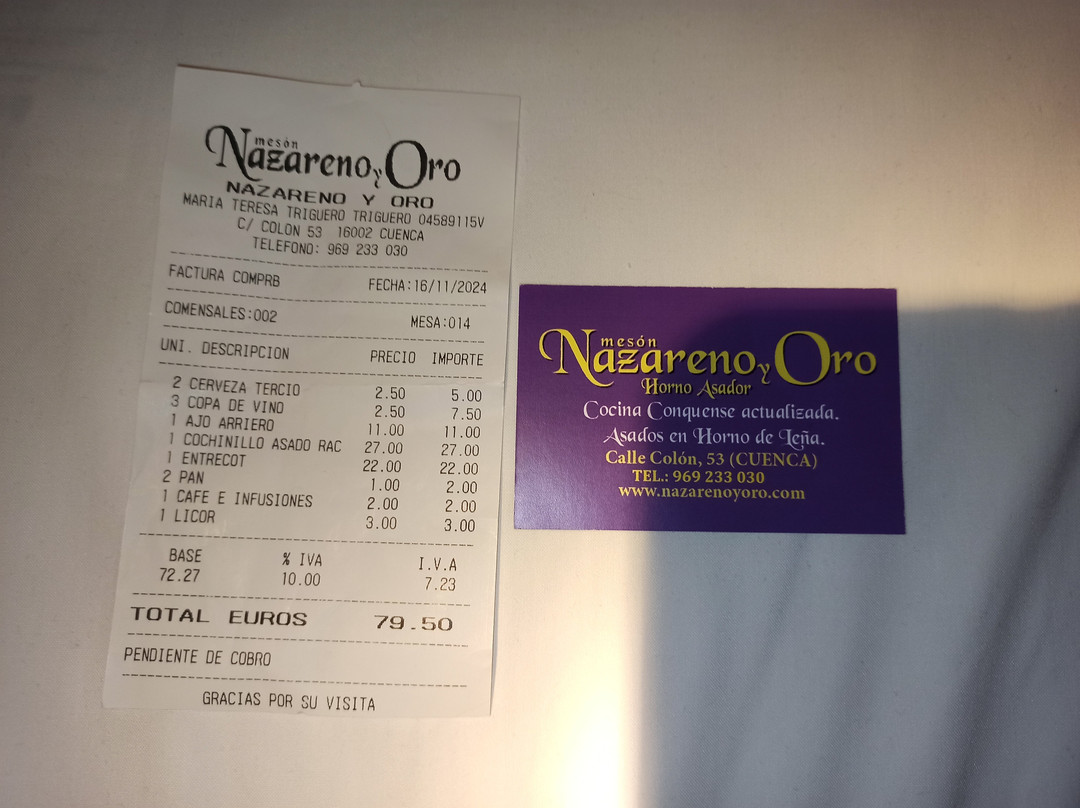 mesón
Nazareno y Oro
NAZARENO Y ORO
MARIA TERESA TRIGUERO TRIGUERO 04589115V
C/ COLON 53 16002 CUENCA
TELEFONO: 969 233 030
FACTURA COMPRB FECHA:16/11/2024
COMENSALES:002 MESA:014
UNI. DESCRIPCION PRECIO IMPORTE
2 CERVEZA TERCIO 2.50 5.00
3 COPA DE VINO 2.50 7.50
1 AJO ARRIERO 11.00 11.00
1 COCHINILLO ASADO RAC 27.00 27.00
1 ENTRECOT 22.00 22.00
2 PAN 1.00 2.00
1 CAFE E INFUSIONES 2.00 2.00
1 LICOR 3.00 3.00
BASE % IVA I.V.A
72.27 10.00 7.23
TOTAL EUROS 79.50
PENDIENTE DE COBRO
GRACIAS POR SU VISITA
mesón
Nazareno y Oro
Horno Asador
Cocina Conquense actualizada.
Asados en Horno de Leña.
Calle Colón, 53 (CUENCA)
TEL.: 969 233 030
www.nazarenoyoro.com